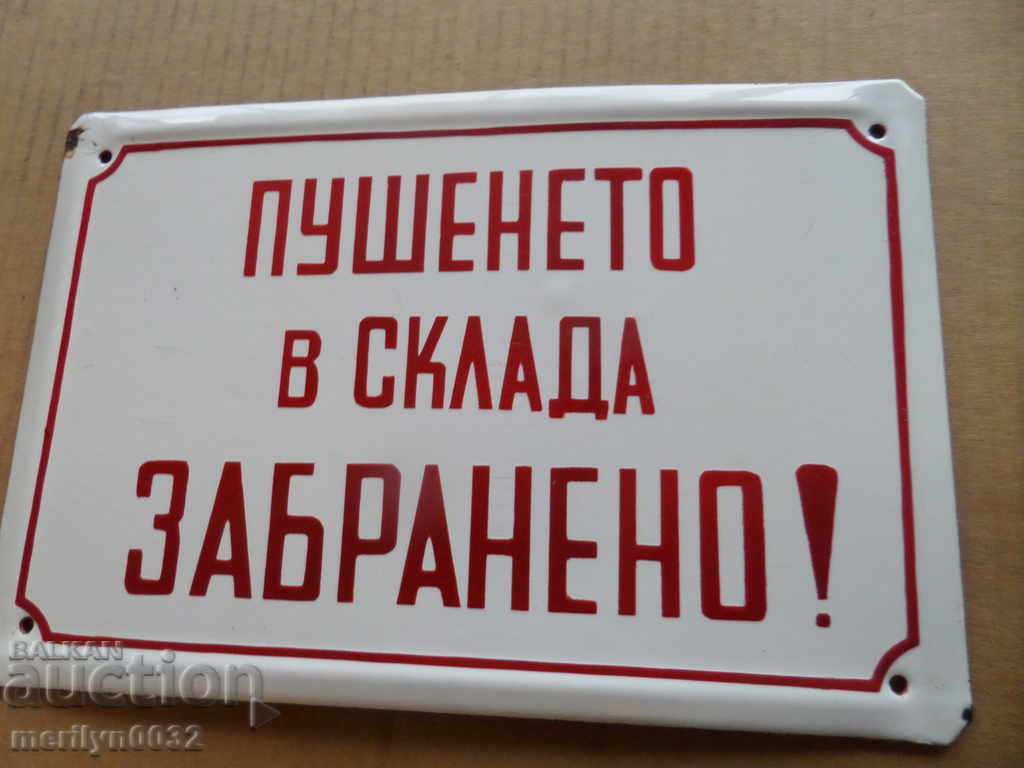 ПУШЕНЕТО
В СКЛАДА
ЗАБРАНЕНО!
BALKAN
auction
merilyn0032